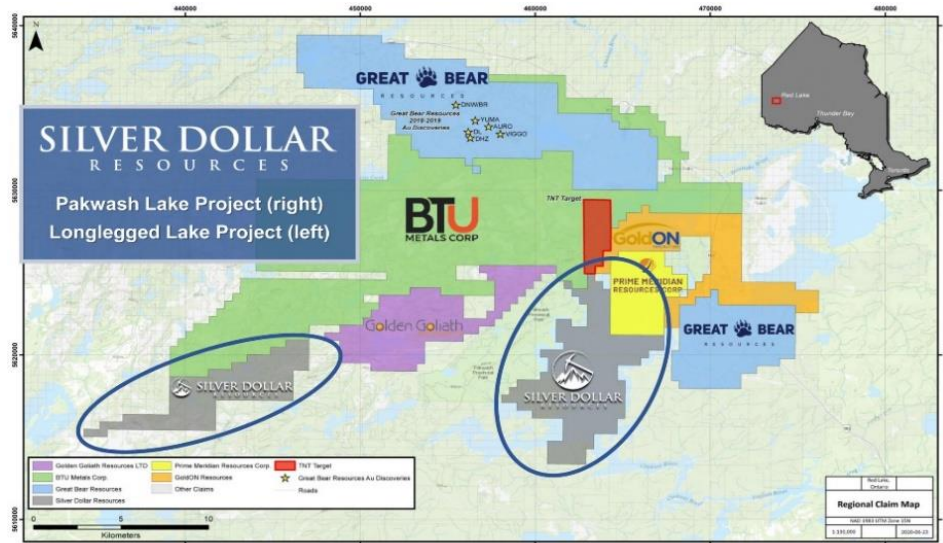 440000
450000
460000
470000
480000
5640000
5630000
5620000
5610000
N
GREAT BEAR
RESOURCES
Great Bear Resources
Au Discoveries
DNW/BR
YUMA
AURO
DL
VIGGO
DHZ
Red Lake
Thunder Bay
SILVER DOLLAR
RESOURCES
Pakwash Lake Project (right)
Longlegged Lake Project (left)
BTU
METALS CORP
TNT Target
GoldON
PRIME MERIDIAN
RESOURCES CORP
Golden Goliath
GREAT BEAR
RESOURCES
SILVER DOLLAR
RESOURCES
SILVER DOLLAR
RESOURCES
Golden Goliath Resources LTD
Prime Meridian Resources Corp.
TNT Target
BTU Metals Corp.
GoldON Resources
Great Bear Resources Au Discoveries
Great Bear Resources
Other Claims
Roads
Silver Dollar Resources
0 5 10
Kilometers
Red Lake,
Ontario
Regional Claim Map